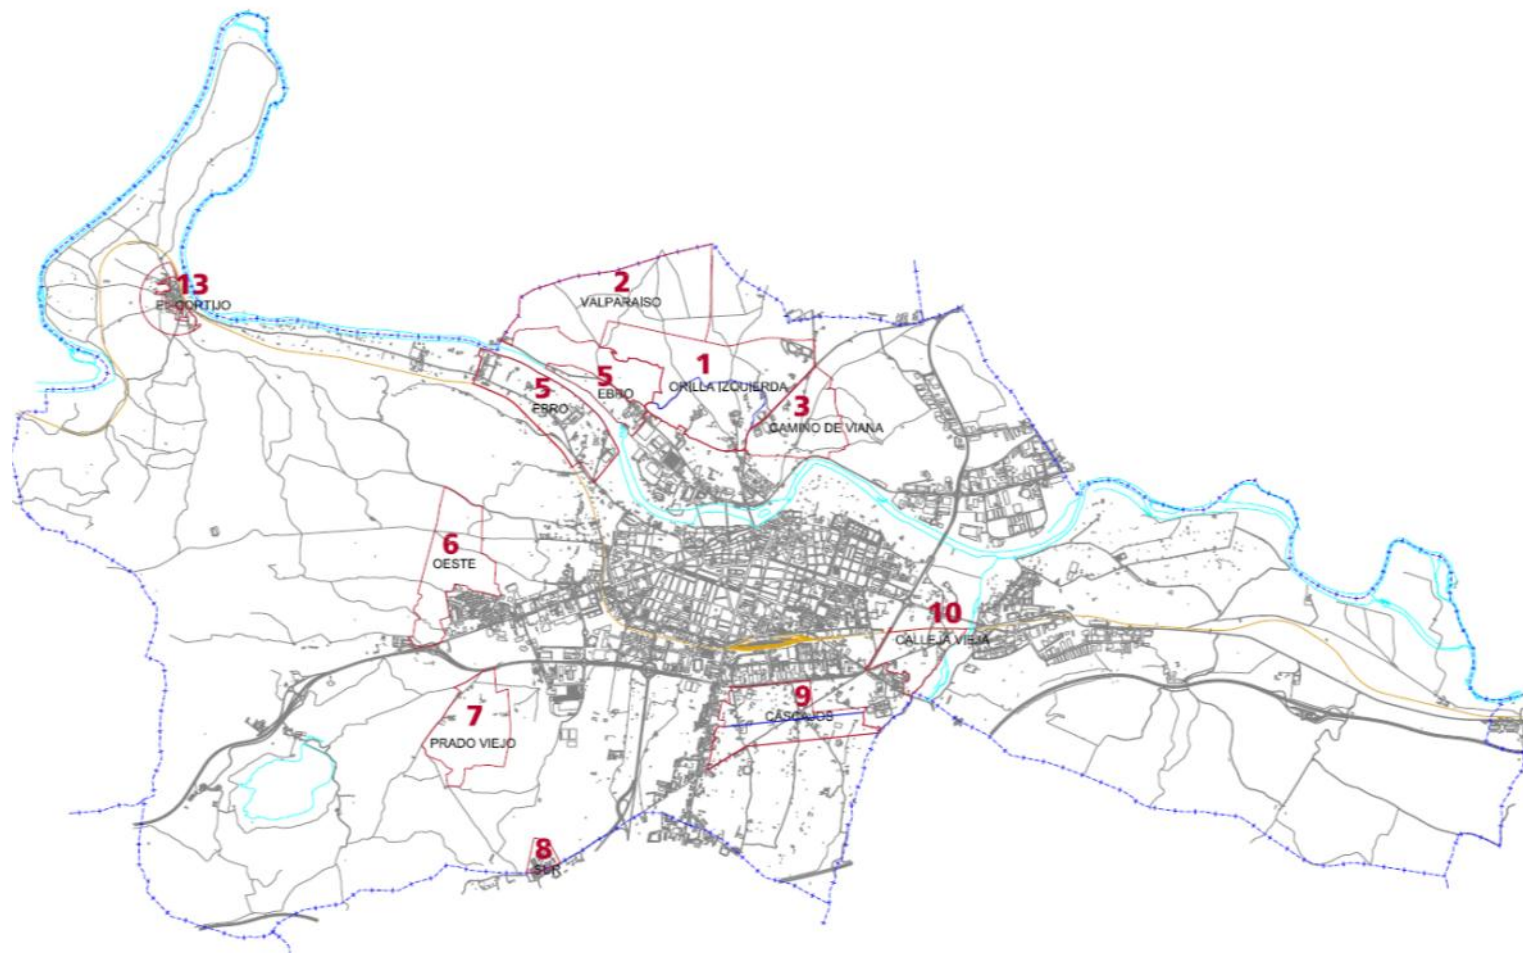 2
VALPARAISO
13
EL CORTIJO
1
ORILLA IZQUIERDA
5
EBRO
5
EBRO
3
CAMINO DE VIANA
6
OESTE
10
CALLEJA VIEJA
9
CASCAJOS
7
PRADO VIEJO
8
SUR